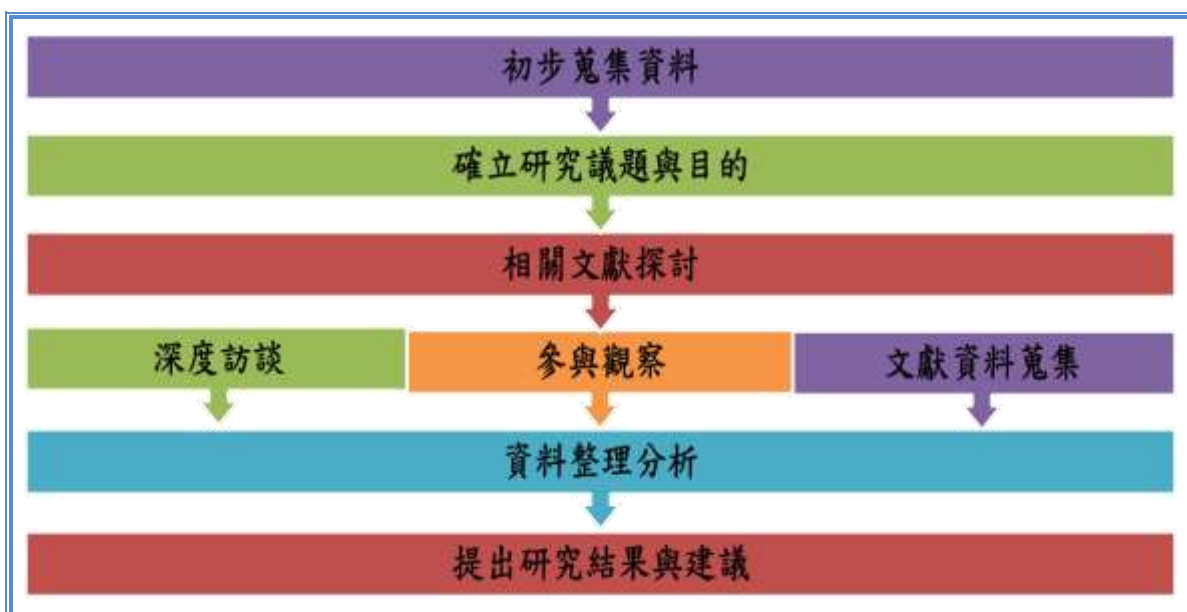 初步蒐集資料
確立研究議題與目的
相關文獻探討
深度訪談
參與觀察
文獻資料蒐集
資料整理分析
提出研究結果與建議